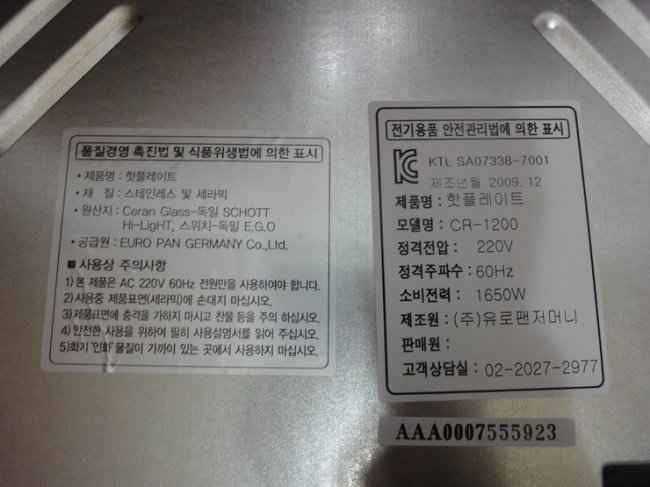 품질경영 촉진법 및 식품위생법에 의한 표시
• 제품명 : 핫플레이트
• 재 질 : 스테인레스 및 세라믹
• 원산지 : Ceran Glass-독일 SCHOTT
Hi-LigHT, 스위치-독일 E,G,O
• 공급원 : EURO PAN GERMANY Co.,Ltd.
■ 사용상 주의사항
1) 본 제품은 AC 220V 60Hz 전원만을 사용하여야 합니다.
2) 사용중 제품표면(세라믹)에 손대지 마십시오.
3) 제품표면에 충격을 가하지 마시고 찬물 등을 주의 하십시오.
4) 안전한 사용을 위하여 필히 사용설명서를 읽어 주십시오.
5) 화기 '인화' 물질이 가까이 있는 곳에서 사용하지 마십시오.
전기용품 안전관리법에 의한 표시
KC KTL SA07338-7001
제조년월 2009. 12
제품명 : 핫플레이트
모델명 : CR-1200
정격전압 : 220V
정격주파수 : 60Hz
소비전력 : 1650W
제조원 : (주)유로팬저머니
판매원 :
고객상담실 : 02-2027-2977
AAA0007555923